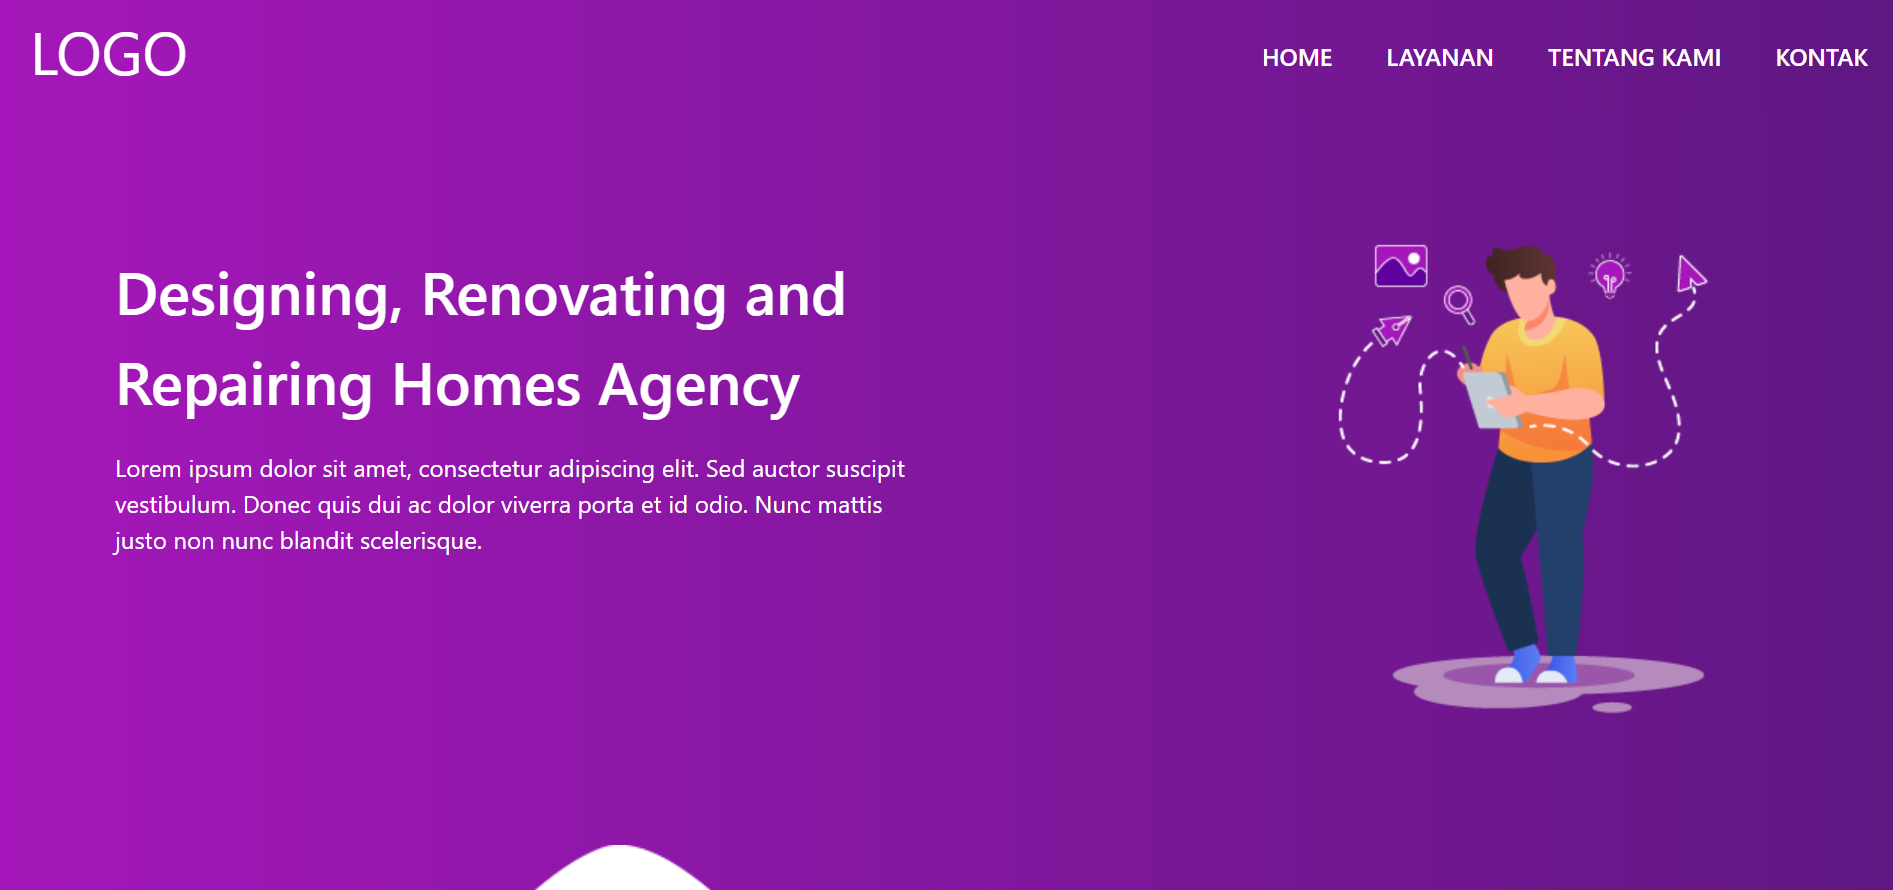 LOGO
HOME LAYANAN TENTANG KAMI KONTAK
Designing, Renovating and
Repairing Homes Agency
Lorem ipsum dolor sit amet, consectetur adipiscing elit. Sed auctor suscipit
vestibulum. Donec quis dui ac dolor viverra porta et id odio. Nunc mattis
justo non nunc blandit scelerisque.